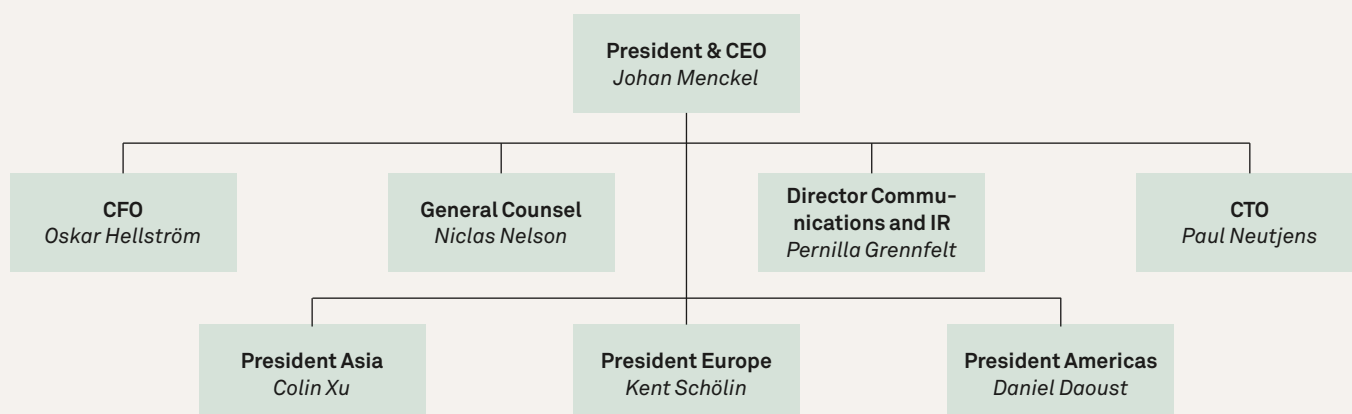 President & CEO
Johan Menckel
CFO
Oskar Hellström
General Counsel
Niclas Nelson
Director Commu-
nications and IR
Pernilla Grennfelt
CTO
Paul Neutjens
President Asia
Colin Xu
President Europe
Kent Schölin
President Americas
Daniel Daoust